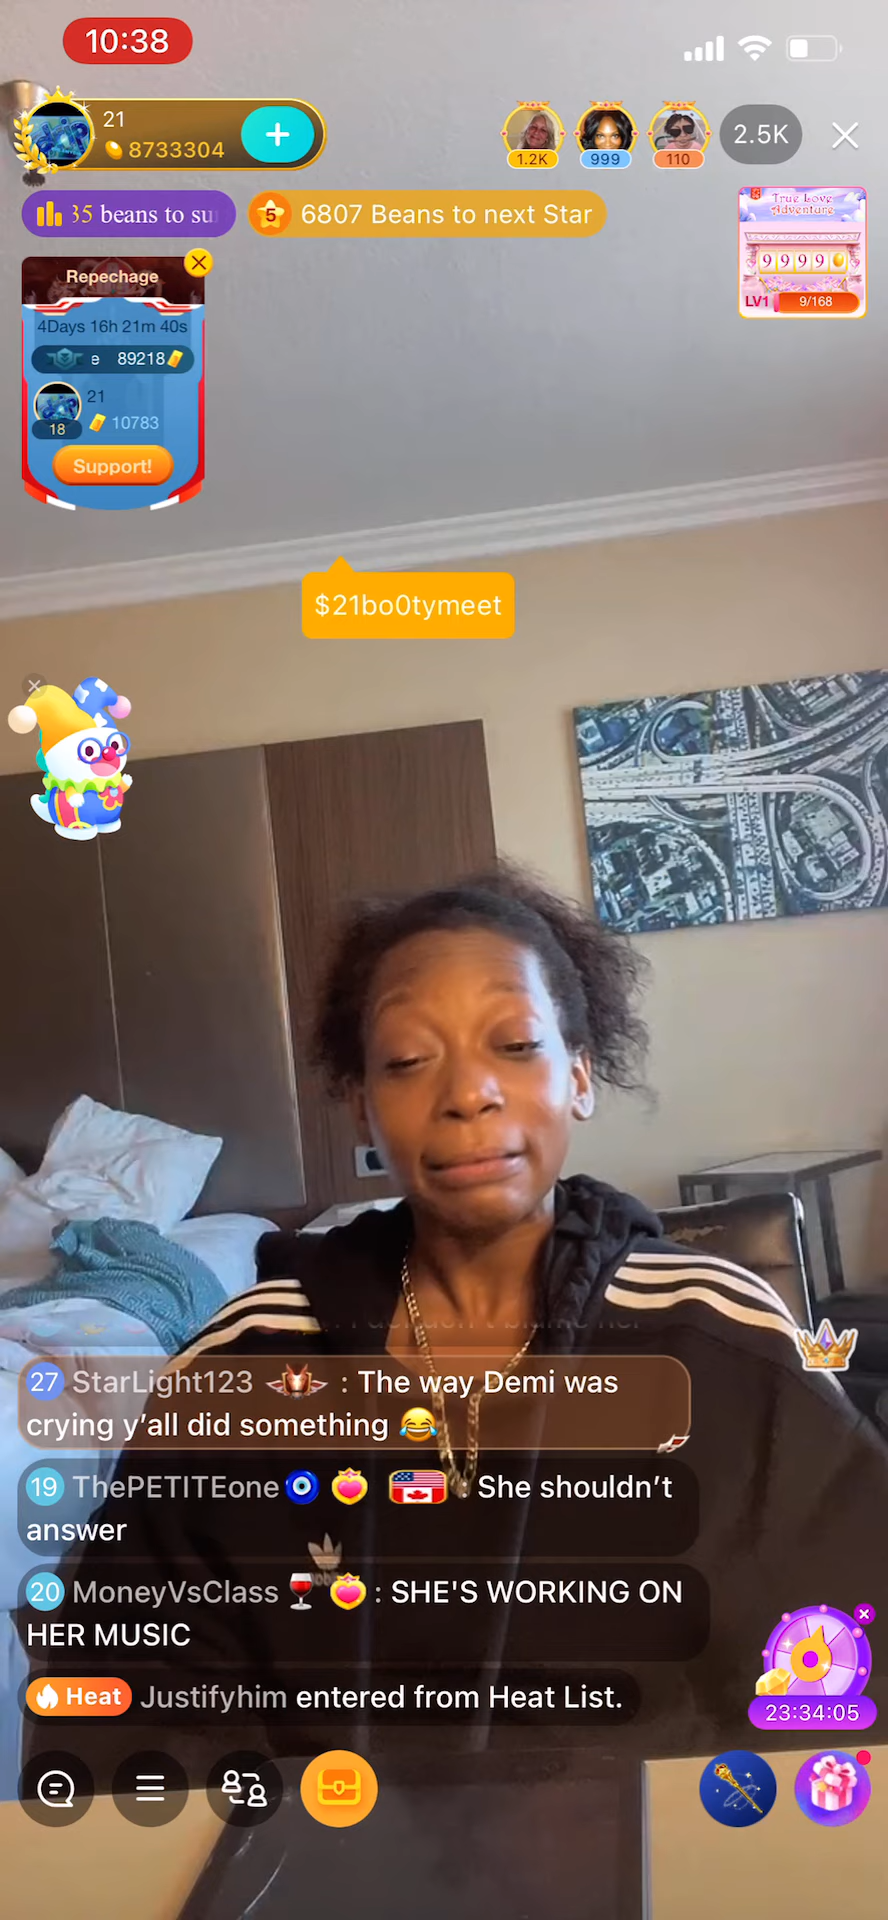 10:38
21
8733304
1.2K
999
110
2.5K
35 beans to su
5
6807 Beans to next Star
True Love
Adventure
9 9 9 9
LV1 9/168
Repechage
4Days 16h 21m 40s
e 89218
21
18 10783
Support!
$21bo0tymeet
27 StarLight123 : The way Demi was
crying y’all did something 😂
19 ThePETITEone🧿 : She shouldn’t
answer
20 MoneyVsClass🍷 : SHE'S WORKING ON
HER MUSIC
Heat Justifyhim entered from Heat List.
23:34:05